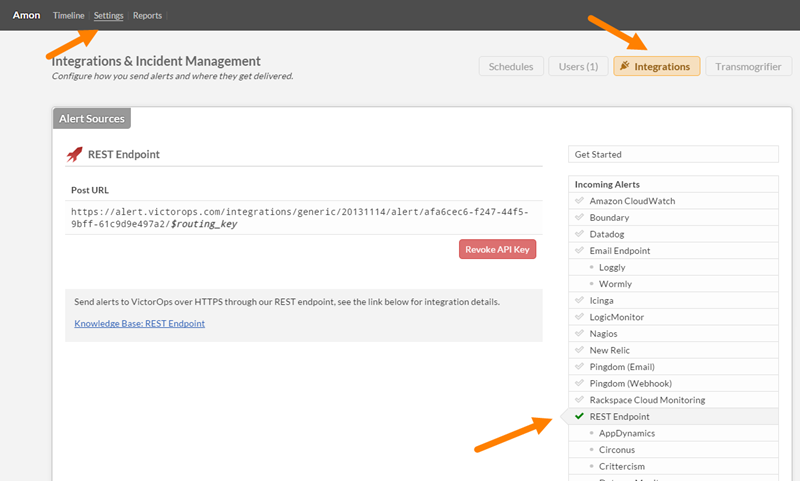 Amon Timeline Settings Reports
Integrations & Incident Management
Configure how you send alerts and where they get delivered.
Schedules Users (1) Integrations Transmogrifier
Alert Sources
REST Endpoint
Post URL
https://alert.victorops.com/integrations/generic/20131114/alert/afa6cec6-f247-44f5-
9bff-61c9d9e497a2/$routing_key
Revoke API Key
Send alerts to VictorOps over HTTPS through our REST endpoint, see the link below for integration details.
Knowledge Base: REST Endpoint
Get Started
Incoming Alerts
Amazon CloudWatch
Boundary
Datadog
Email Endpoint
Loggly
Wormly
Icinga
LogicMonitor
Nagios
New Relic
Pingdom (Email)
Pingdom (Webhook)
Rackspace Cloud Monitoring
REST Endpoint
AppDynamics
Circonus
Crittercism